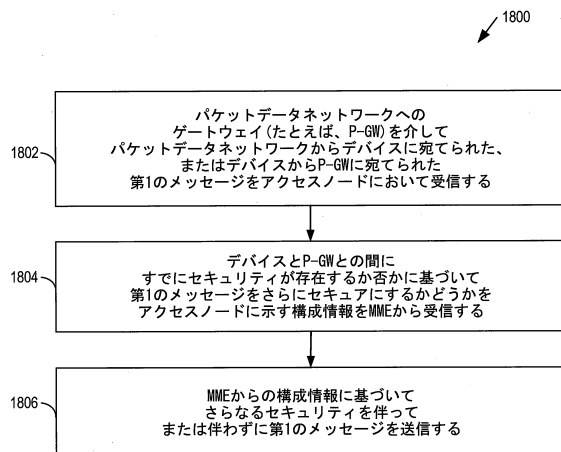 1800
1802
パケットデータネットワークへの
ゲートウェイ(たとえば、P-GW)を介して
パケットデータネットワークからデバイスに宛てられた、
またはデバイスからP-GWに宛てられた
第1のメッセージをアクセスノードにおいて受信する
1804
デバイスとP-GWとの間に
すでにセキュリティが存在するか否かに基づいて
第1のメッセージをさらにセキュアにするかどうかを
アクセスノードに示す構成情報をMMEから受信する
1806
MMEからの構成情報に基づいて
さらなるセキュリティを伴って
または伴わずに第1のメッセージを送信する